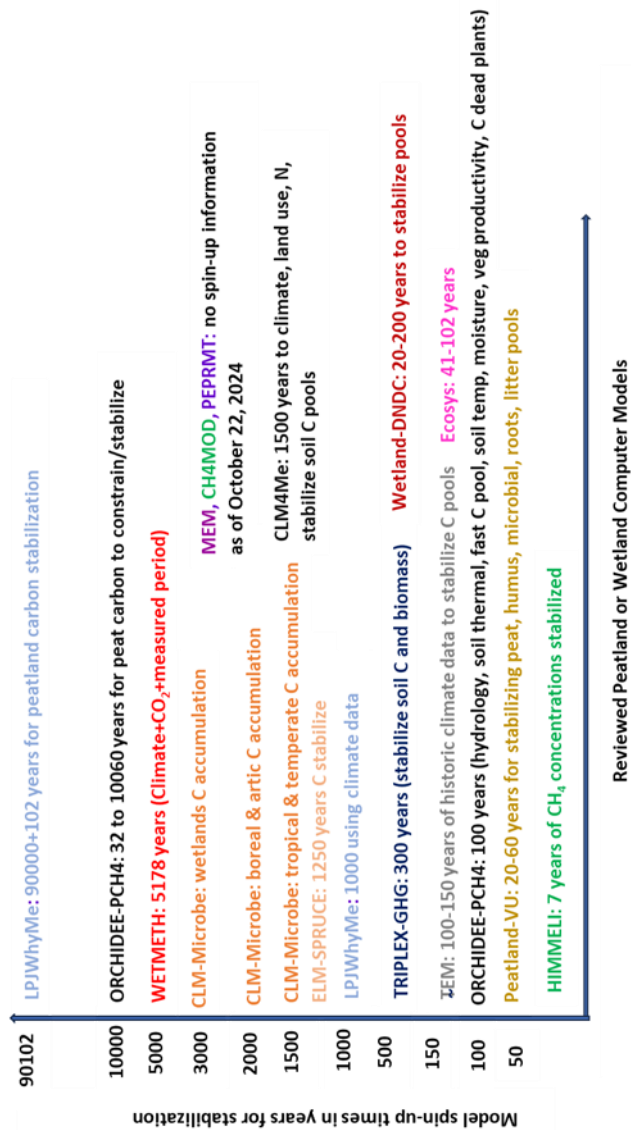 Model spin-up times in years for stabilization
90102
LPJWhyMe: 90000+102 years for peatland carbon stabilization
10000
ORCHIDEE-PCH4: 32 to 10060 years for peat carbon to constrain/stabilize
5000
WETMETH: 5178 years (Climate+CO₂+measured period)
3000
CLM-Microbe: wetlands C accumulation
MEM, CH4MOD, PEPRMT: no spin-up information
as of October 22, 2024
2000
CLM-Microbe: boreal & artic C accumulation
1500
CLM-Microbe: tropical & temperate C accumulation
CLM4Me: 1500 years to climate, land use, N,
stabilize soil C pools
ELM-SPRUCE: 1250 years C stabilize
1000
LPJWhyMe: 1000 using climate data
500
TRIPLEX-GHG: 300 years (stabilize soil C and biomass)
Wetland-DNDC: 20-200 years to stabilize pools
150
TEM: 100-150 years of historic climate data to stabilize C pools
Ecosys: 41-102 years
100
ORCHIDEE-PCH4: 100 years (hydrology, soil thermal, fast C pool, soil temp, moisture, veg productivity, C dead plants)
50
Peatland-VU: 20-60 years for stabilizing peat, humus, microbial, roots, litter pools
HIMMELI: 7 years of CH₄ concentrations stabilized
Reviewed Peatland or Wetland Computer Models